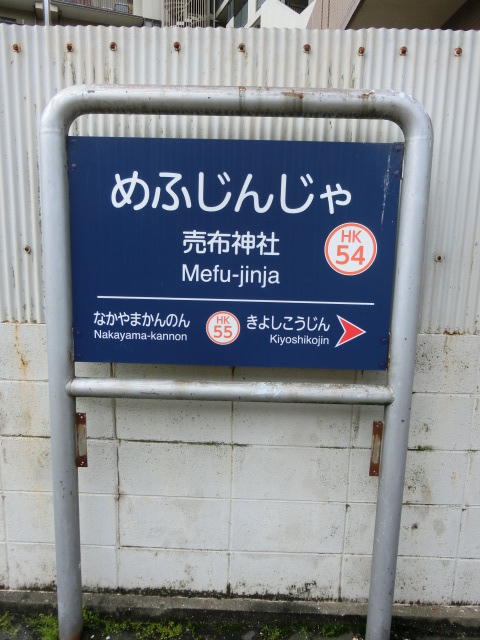 めふじんじゃ
売布神社
Mefu-jinja
HK
54
なかやまかんのん
Nakayama-kannon
HK
55
きよしこうじん
Kiyoshikojin